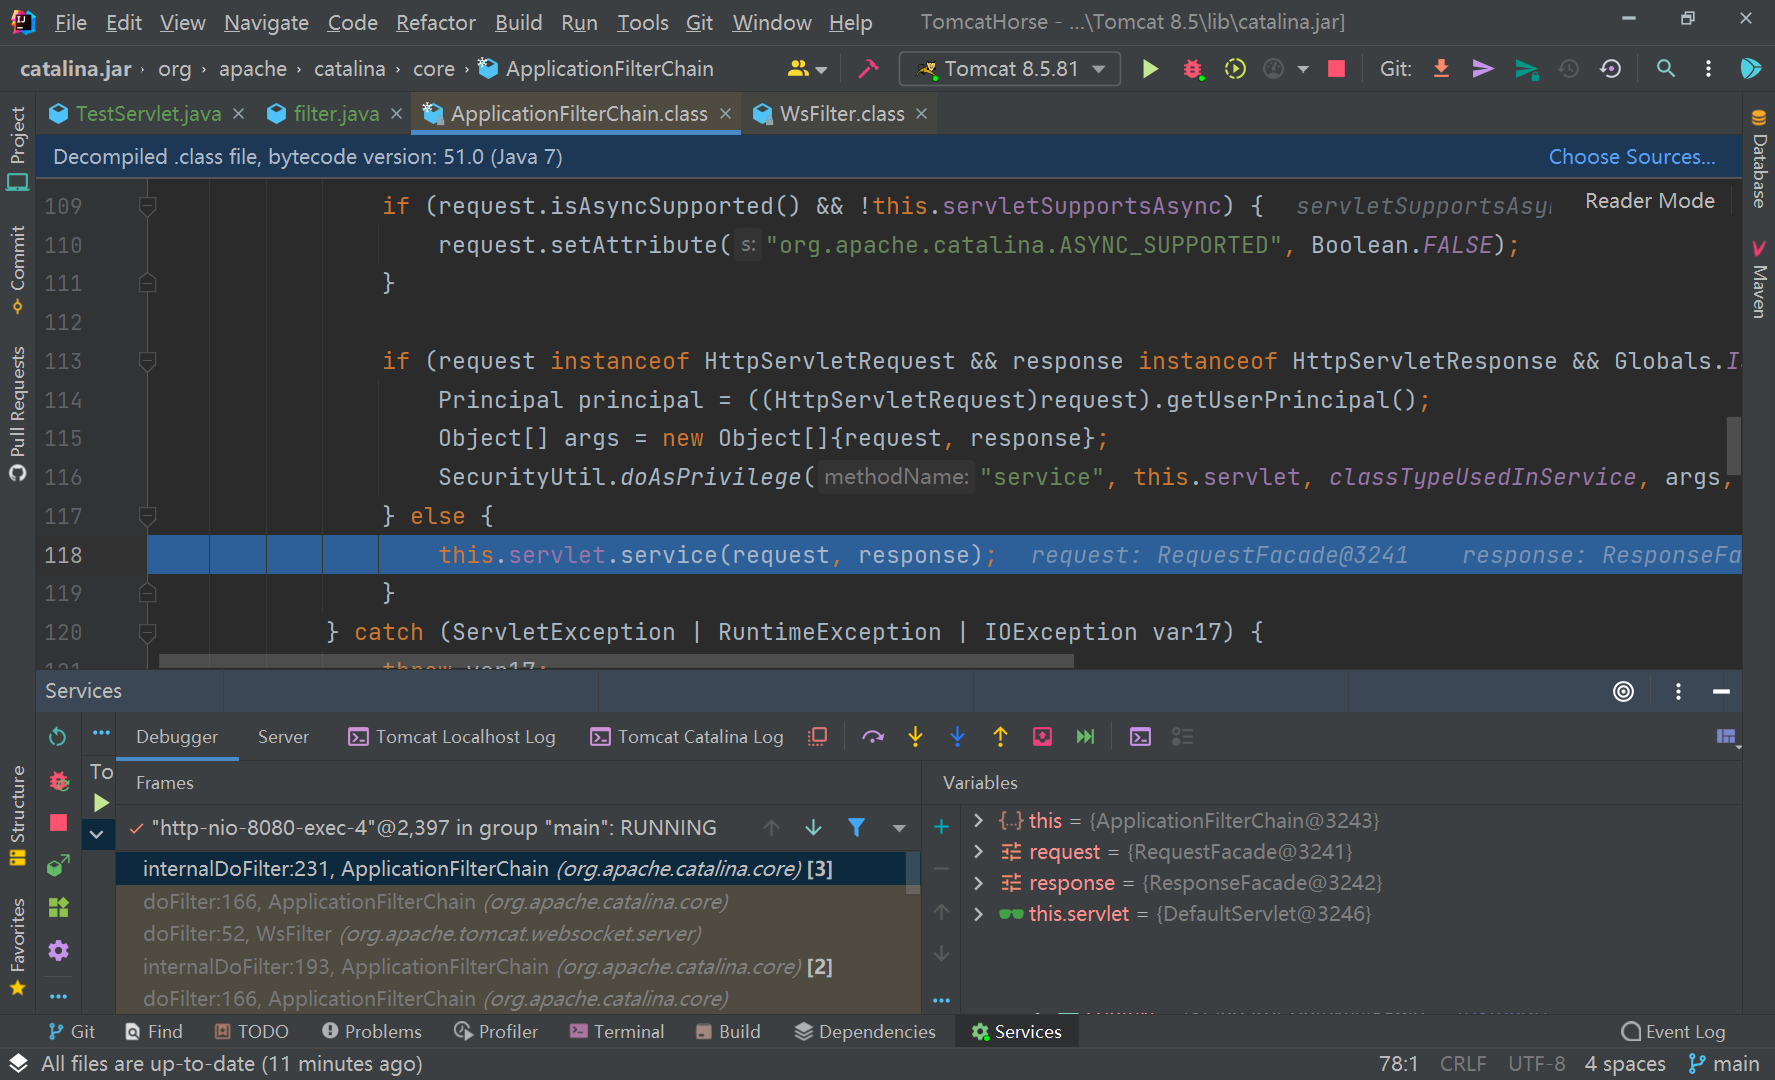 File Edit View Navigate Code Refactor Build Run Tools Git Window Help TomcatHorse - ...\Tomcat 8.5\lib\catalina.jar]
catalina.jar › org › apache › catalina › core › ApplicationFilterChain Tomcat 8.5.81 Git:
TestServlet.java filter.java ApplicationFilterChain.class WsFilter.class
Decompiled .class file, bytecode version: 51.0 (Java 7) Choose Sources...
Reader Mode
109 if (request.isAsyncSupported() && !this.servletSupportsAsync) { servletSupportsAsy
110 request.setAttribute( s: "org.apache.catalina.ASYNC_SUPPORTED", Boolean.FALSE);
111 }
112
113 if (request instanceof HttpServletRequest && response instanceof HttpServletResponse && Globals.I
114 Principal principal = ((HttpServletRequest)request).getUserPrincipal();
115 Object[] args = new Object[]{request, response};
116 SecurityUtil.doAsPrivilege( methodName: "service", this.servlet, classTypeUsedInService, args,
117 } else {
118 this.servlet.service(request, response); request: RequestFacade@3241 response: ResponseFa
119 }
120 } catch (ServletException | RuntimeException | IOException var17) {
121 throw var17;
Project
Commit
Pull Requests
Structure
Favorites
Database
Maven
Services
Debugger Server Tomcat Localhost Log Tomcat Catalina Log
To
Frames
"http-nio-8080-exec-4"@2,397 in group "main": RUNNING
internalDoFilter:231, ApplicationFilterChain (org.apache.catalina.core) [3]
doFilter:166, ApplicationFilterChain (org.apache.catalina.core)
doFilter:52, WsFilter (org.apache.tomcat.websocket.server)
internalDoFilter:193, ApplicationFilterChain (org.apache.catalina.core) [2]
doFilter:166, ApplicationFilterChain (org.apache.catalina.core)
Variables
this = {ApplicationFilterChain@3243}
request = {RequestFacade@3241}
response = {ResponseFacade@3242}
this.servlet = {DefaultServlet@3246}
Git Find TODO Problems Profiler Terminal Build Dependencies Services Event Log
All files are up-to-date (11 minutes ago) 78:1 CRLF UTF-8 4 spaces main